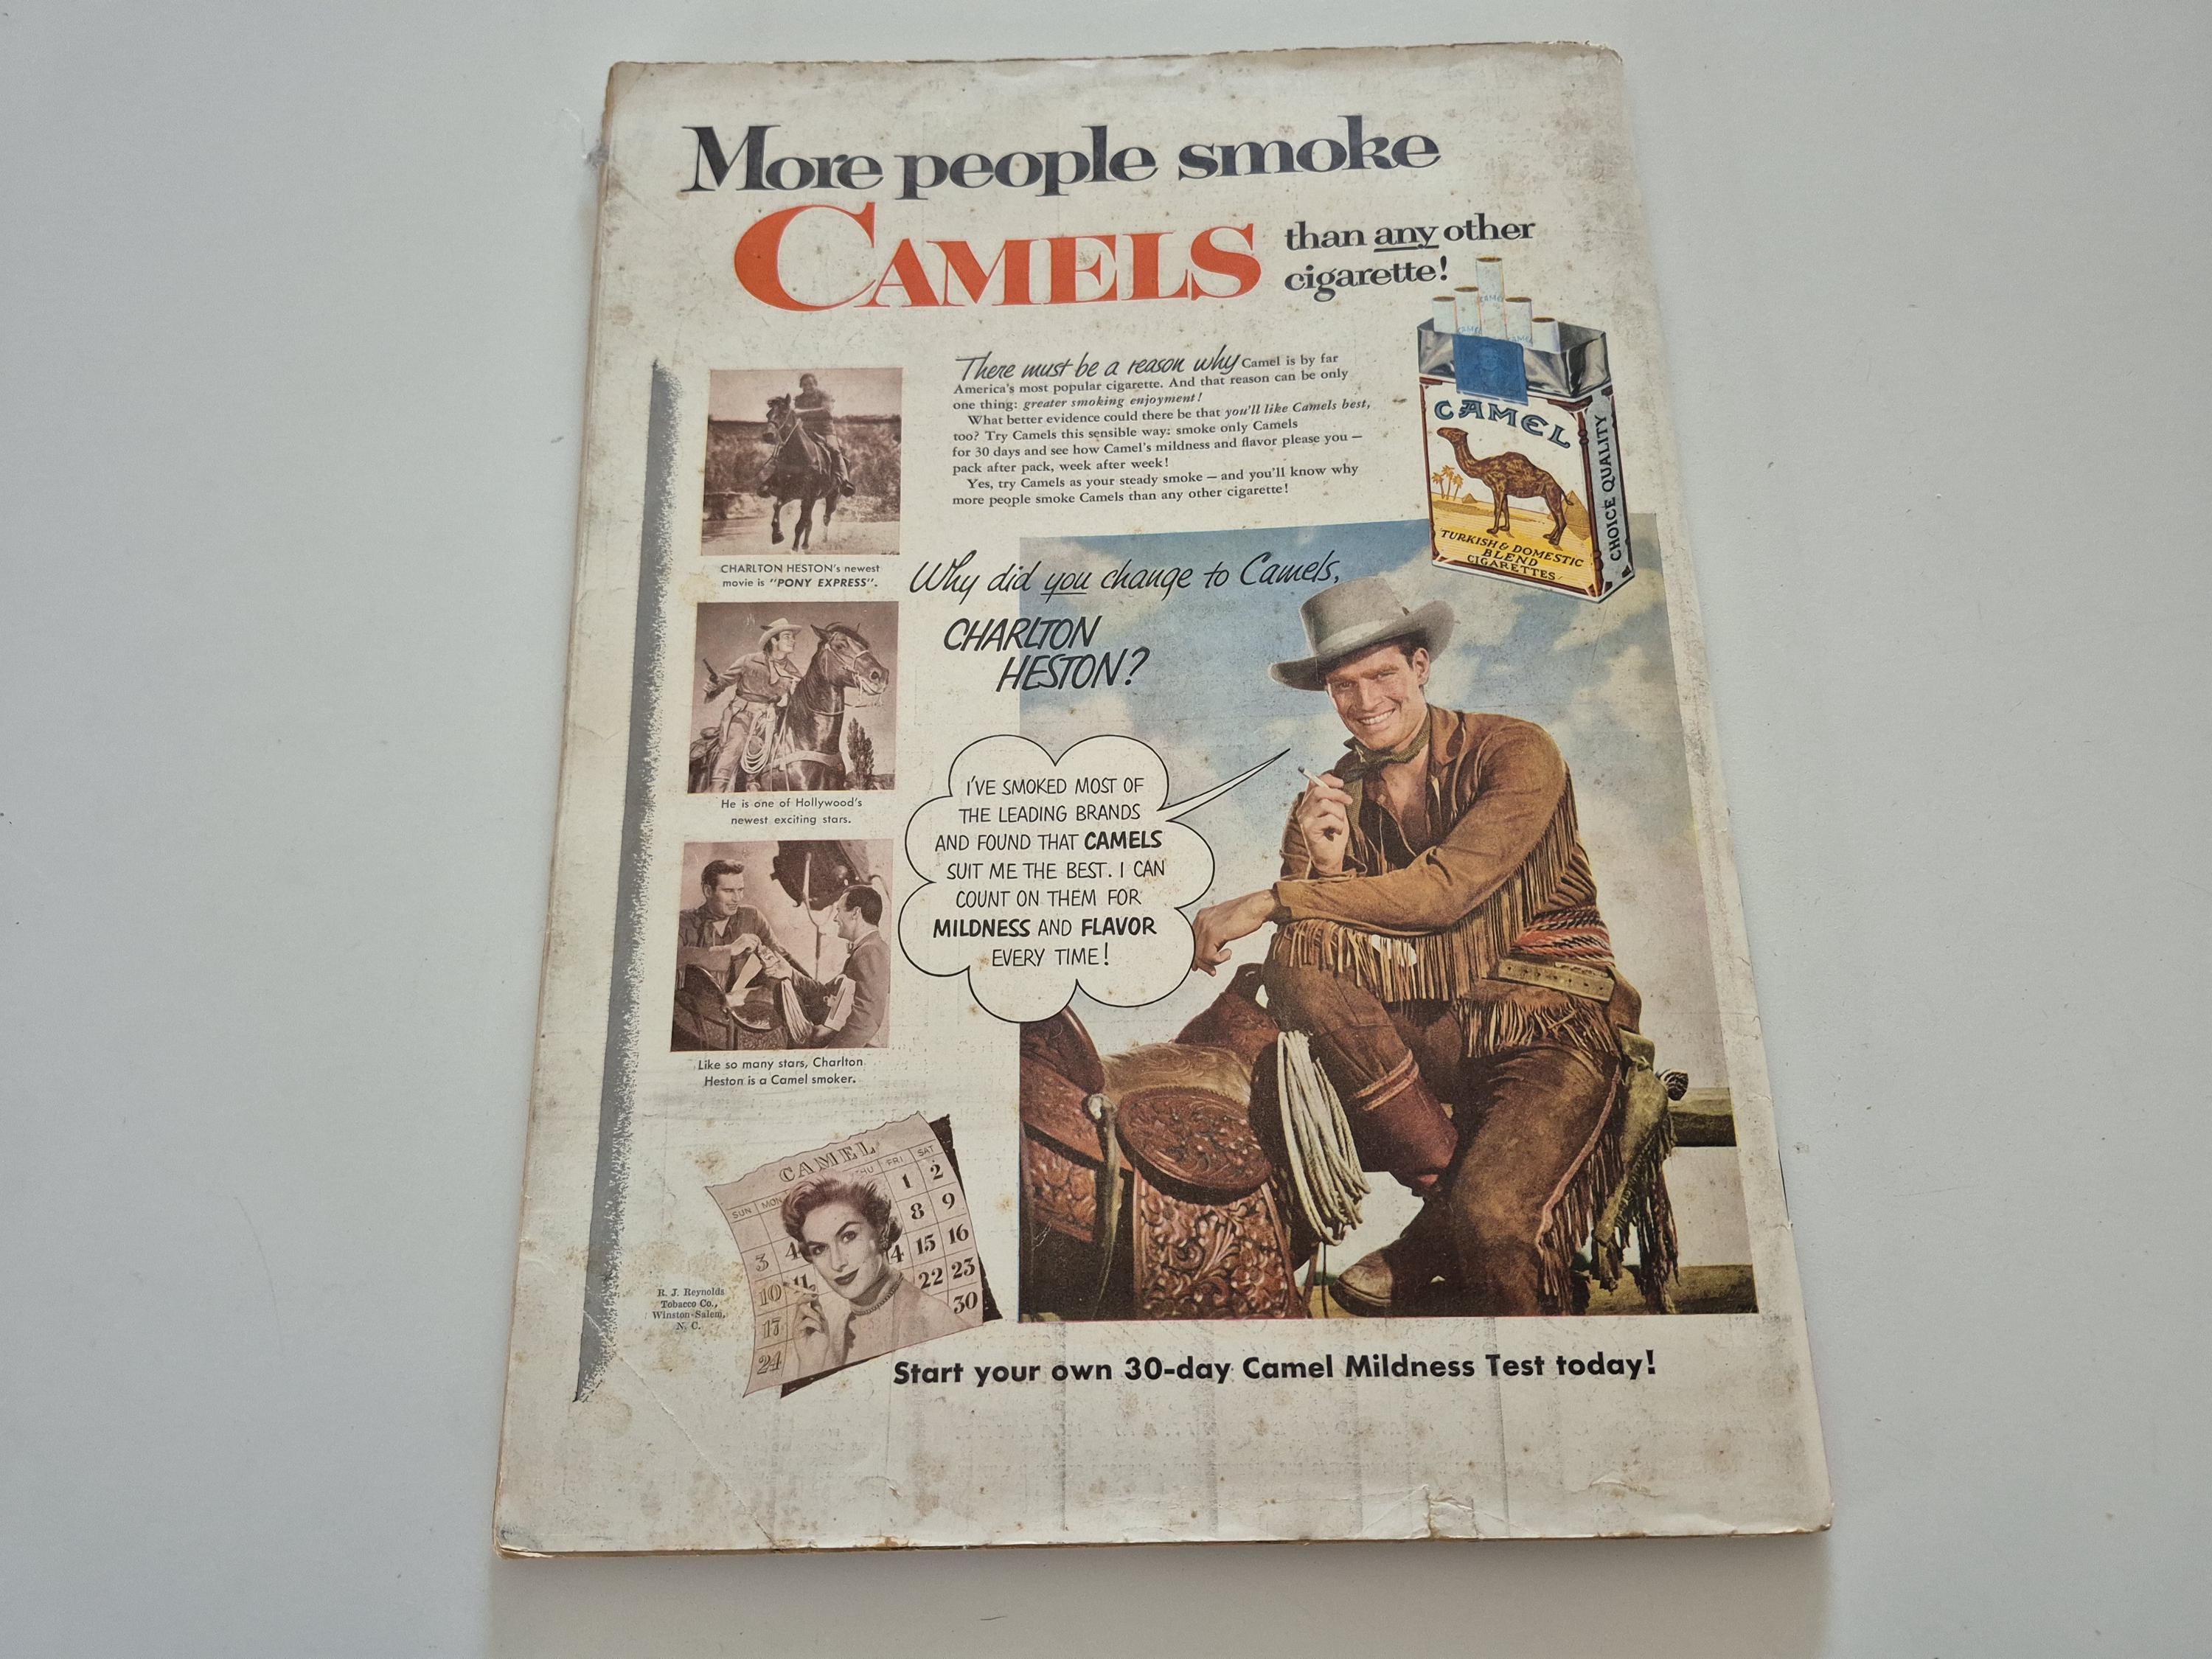 More people smoke
CAMELS
than any other
cigarette!
There must be a reason why Camel is by far
America's most popular cigarette. And that reason can be only
one thing: greater smoking enjoyment!
What better evidence could there be that you'll like Camels best,
too? Try Camels this sensible way: smoke only Camels
for 30 days and see how Camel's mildness and flavor please you —
pack after pack, week after week!
Yes, try Camels as your steady smoke — and you'll know why
more people smoke Camels than any other cigarette!
CAMEL
CAMEL
CAMEL
CAMEL
TURKISH & DOMESTIC
BLEND
CIGARETTES
CHOICE QUALITY
CHARLTON HESTON's newest
movie is "PONY EXPRESS".
He is one of Hollywood's
newest exciting stars.
Like so many stars, Charlton
Heston is a Camel smoker.
Why did you change to Camels,
CHARLTON
HESTON?
I'VE SMOKED MOST OF
THE LEADING BRANDS
AND FOUND THAT CAMELS
SUIT ME THE BEST. I CAN
COUNT ON THEM FOR
MILDNESS AND FLAVOR
EVERY TIME!
CAMEL
SUN MON THU FRI SAT
1 2
3 4 8 9
10 11 14 15 16
17 22 23
24 30
R. J. Reynolds
Tobacco Co.,
Winston-Salem,
N. C.
Start your own 30-day Camel Mildness Test today!